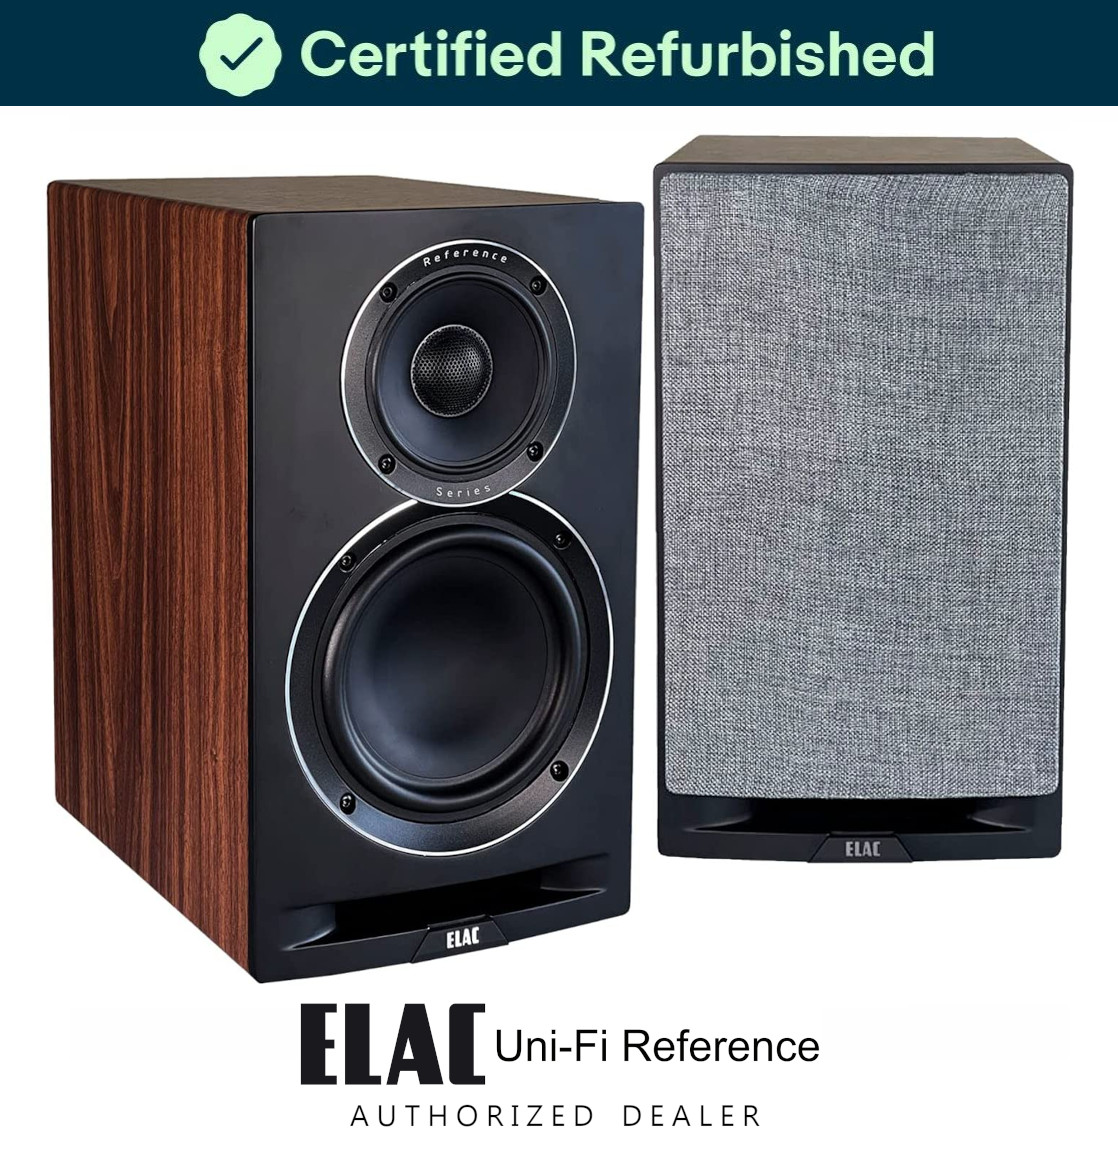 Certified Refurbished
Reference
Series
ELAC
ELAC
ELAC Uni-Fi Reference
AUTHORIZED DEALER